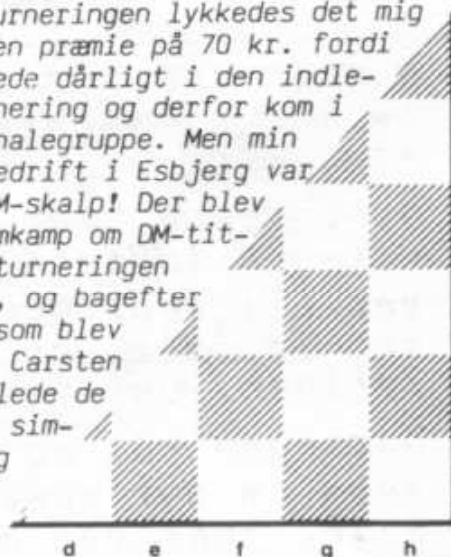 urneringen lykkedes det mig
en præmie på 70 kr. fordi
ede dårligt i den indle-
nering og derfor kom i
nalegruppe. Men min
edrift i Esbjerg var
M-skalp! Der blev
mkamp om DM-tit-
turneringen
, og bagefter
som blev
Carsten
lede de
sim-
g
d e f g h